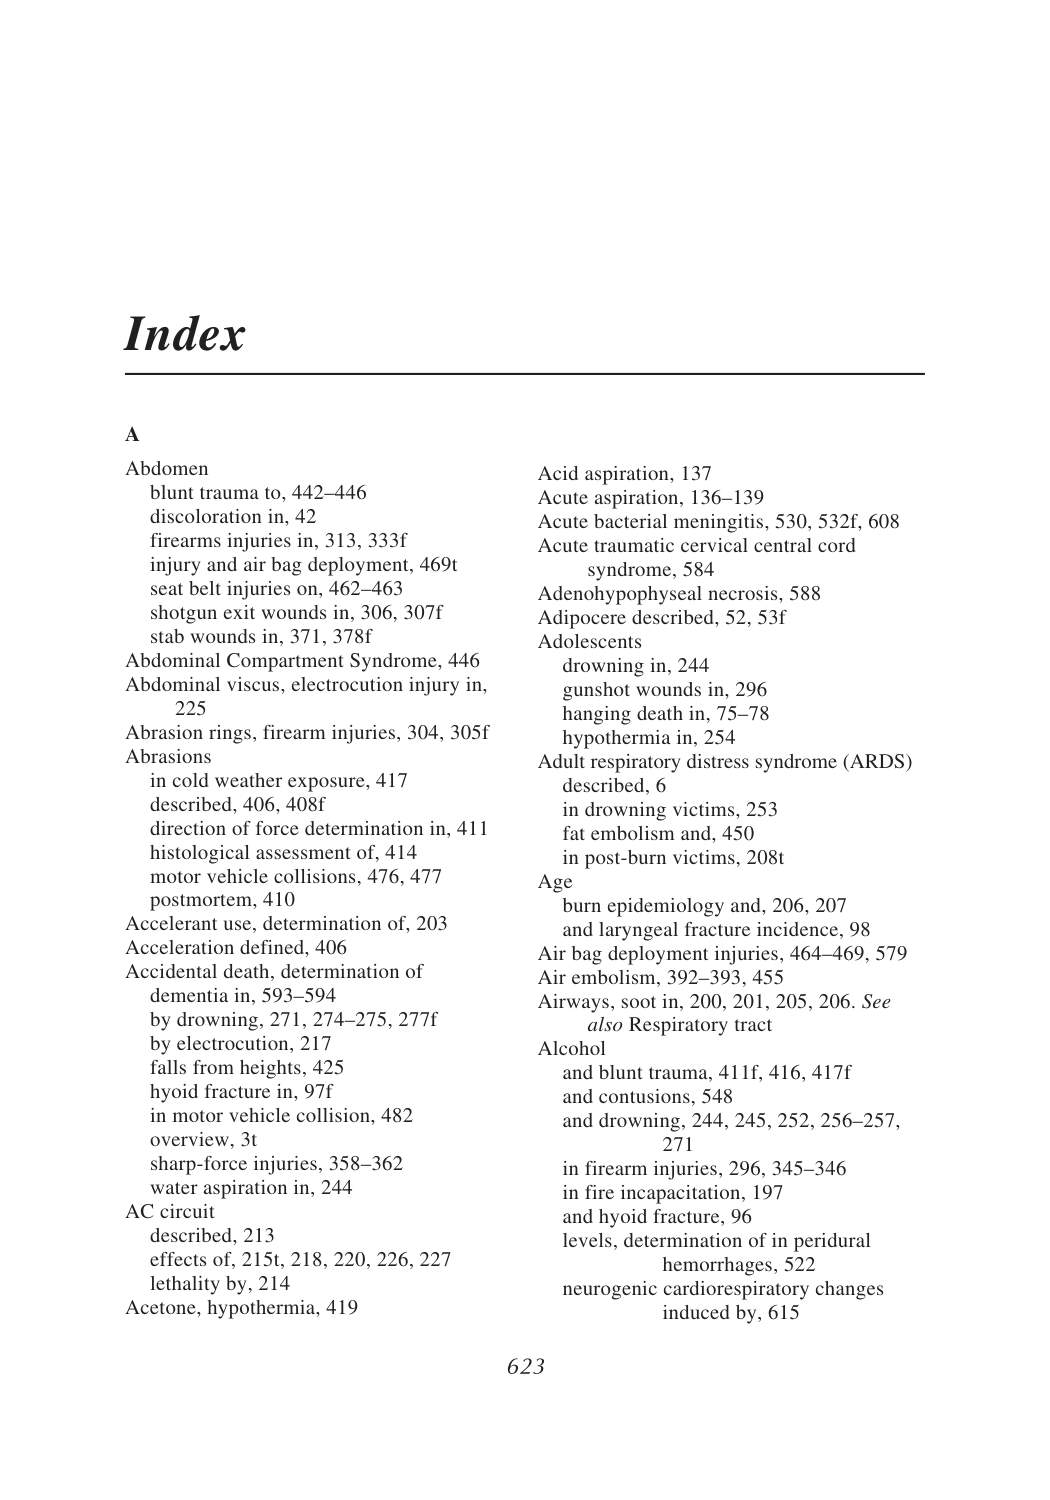 Index
A
Abdomen
blunt trauma to, 442–446
discoloration in, 42
firearms injuries in, 313, 333f
injury and air bag deployment, 469t
seat belt injuries on, 462–463
shotgun exit wounds in, 306, 307f
stab wounds in, 371, 378f
Abdominal Compartment Syndrome, 446
Abdominal viscus, electrocution injury in,
225
Abrasion rings, firearm injuries, 304, 305f
Abrasions
in cold weather exposure, 417
described, 406, 408f
direction of force determination in, 411
histological assessment of, 414
motor vehicle collisions, 476, 477
postmortem, 410
Accelerant use, determination of, 203
Acceleration defined, 406
Accidental death, determination of
dementia in, 593–594
by drowning, 271, 274–275, 277f
by electrocution, 217
falls from heights, 425
hyoid fracture in, 97f
in motor vehicle collision, 482
overview, 3t
sharp-force injuries, 358–362
water aspiration in, 244
AC circuit
described, 213
effects of, 215t, 218, 220, 226, 227
lethality by, 214
Acetone, hypothermia, 419
Acid aspiration, 137
Acute aspiration, 136–139
Acute bacterial meningitis, 530, 532f, 608
Acute traumatic cervical central cord
syndrome, 584
Adenohypophyseal necrosis, 588
Adipocere described, 52, 53f
Adolescents
drowning in, 244
gunshot wounds in, 296
hanging death in, 75–78
hypothermia in, 254
Adult respiratory distress syndrome (ARDS)
described, 6
in drowning victims, 253
fat embolism and, 450
in post-burn victims, 208t
Age
burn epidemiology and, 206, 207
and laryngeal fracture incidence, 98
Air bag deployment injuries, 464–469, 579
Air embolism, 392–393, 455
Airways, soot in, 200, 201, 205, 206. See
also Respiratory tract
Alcohol
and blunt trauma, 411f, 416, 417f
and contusions, 548
and drowning, 244, 245, 252, 256–257,
271
in firearm injuries, 296, 345–346
in fire incapacitation, 197
and hyoid fracture, 96
levels, determination of in peridural
hemorrhages, 522
neurogenic cardiorespiratory changes
induced by, 615
623